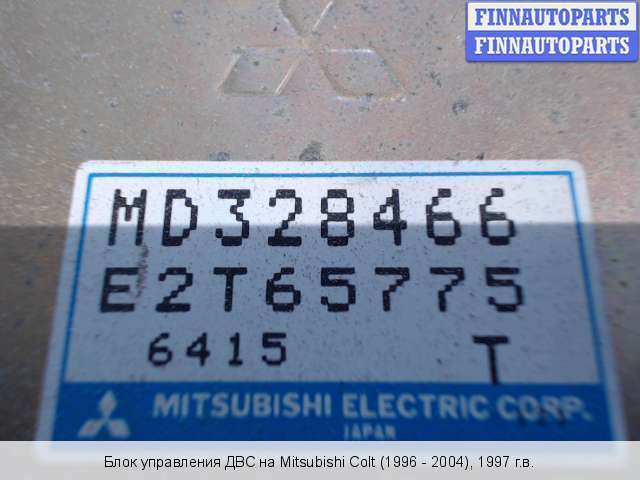 FINNAUTOPARTS
FINNAUTOPARTS
MD328466
E2T65775
6415 T
MITSUBISHI ELECTRIC CORP.
JAPAN
Блок управления ДВС на Mitsubishi Colt (1996 - 2004), 1997 г.в.